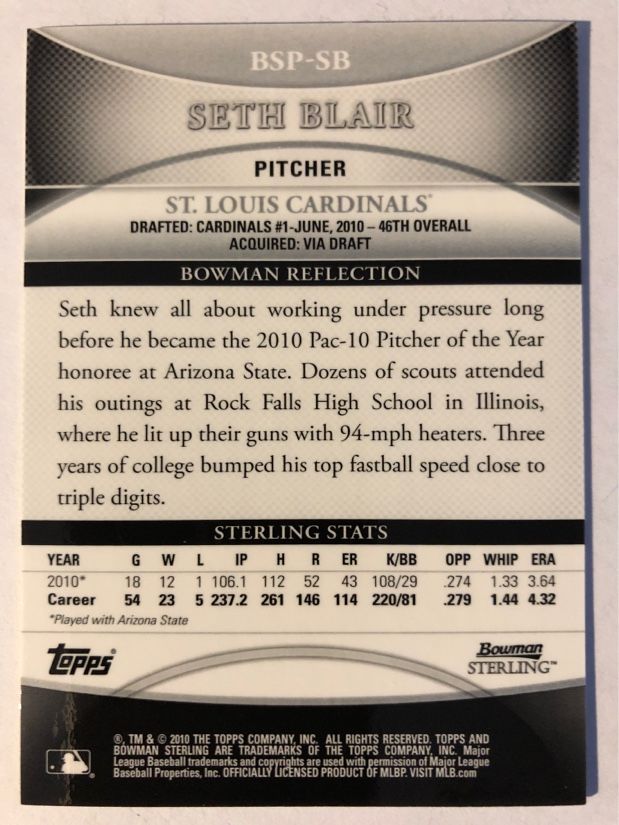 BSP-SB
SETH BLAIR
PITCHER
ST. LOUIS CARDINALS®
DRAFTED: CARDINALS #1-JUNE, 2010 – 46TH OVERALL
ACQUIRED: VIA DRAFT
BOWMAN REFLECTION
Seth knew all about working under pressure long
before he became the 2010 Pac-10 Pitcher of the Year
honoree at Arizona State. Dozens of scouts attended
his outings at Rock Falls High School in Illinois,
where he lit up their guns with 94-mph heaters. Three
years of college bumped his top fastball speed close to
triple digits.
STERLING STATS
YEAR G W L IP H R ER K/BB OPP WHIP ERA
2010* 18 12 1 106.1 112 52 43 108/29 .274 1.33 3.64
Career 54 23 5 237.2 261 146 114 220/81 .279 1.44 4.32
*Played with Arizona State
Topps®
Bowman
STERLING™
®, TM & © 2010 THE TOPPS COMPANY, INC. ALL RIGHTS RESERVED. TOPPS AND
BOWMAN STERLING ARE TRADEMARKS OF THE TOPPS COMPANY, INC. Major
League Baseball trademarks and copyrights are used with permission of Major League
Baseball Properties, Inc. OFFICIALLY LICENSED PRODUCT OF MLBP. VISIT MLB.com